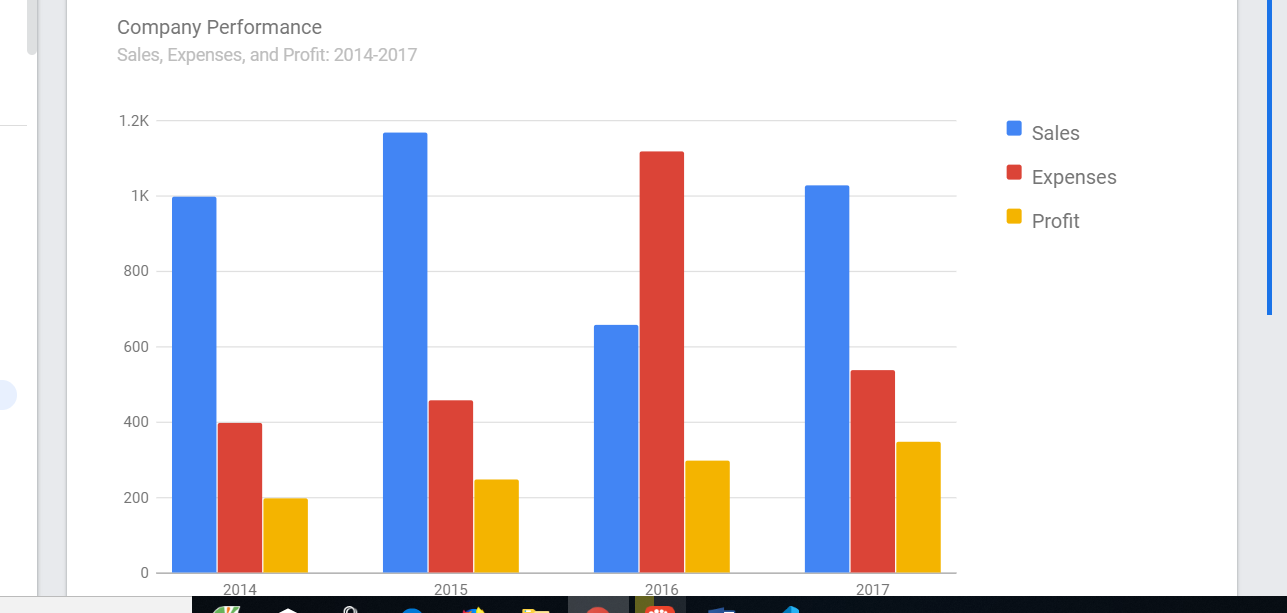 Company Performance
Sales, Expenses, and Profit: 2014-2017
1.2K
1K
800
600
400
200
0
2014 2015 2016 2017
Sales
Expenses
Profit